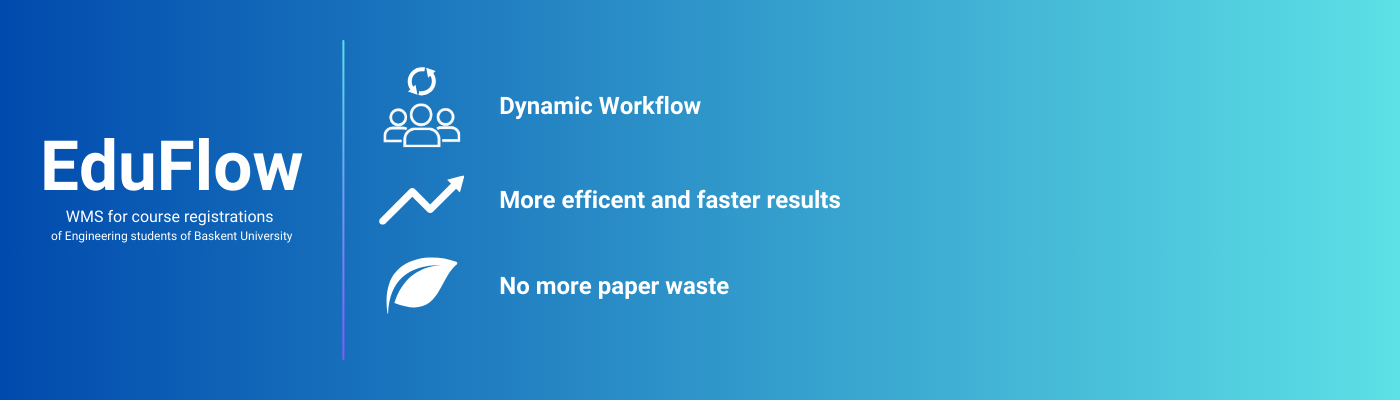 EduFlow
WMS for course registrations
of Engineering students of Baskent University
Dynamic Workflow
More efficent and faster results
No more paper waste